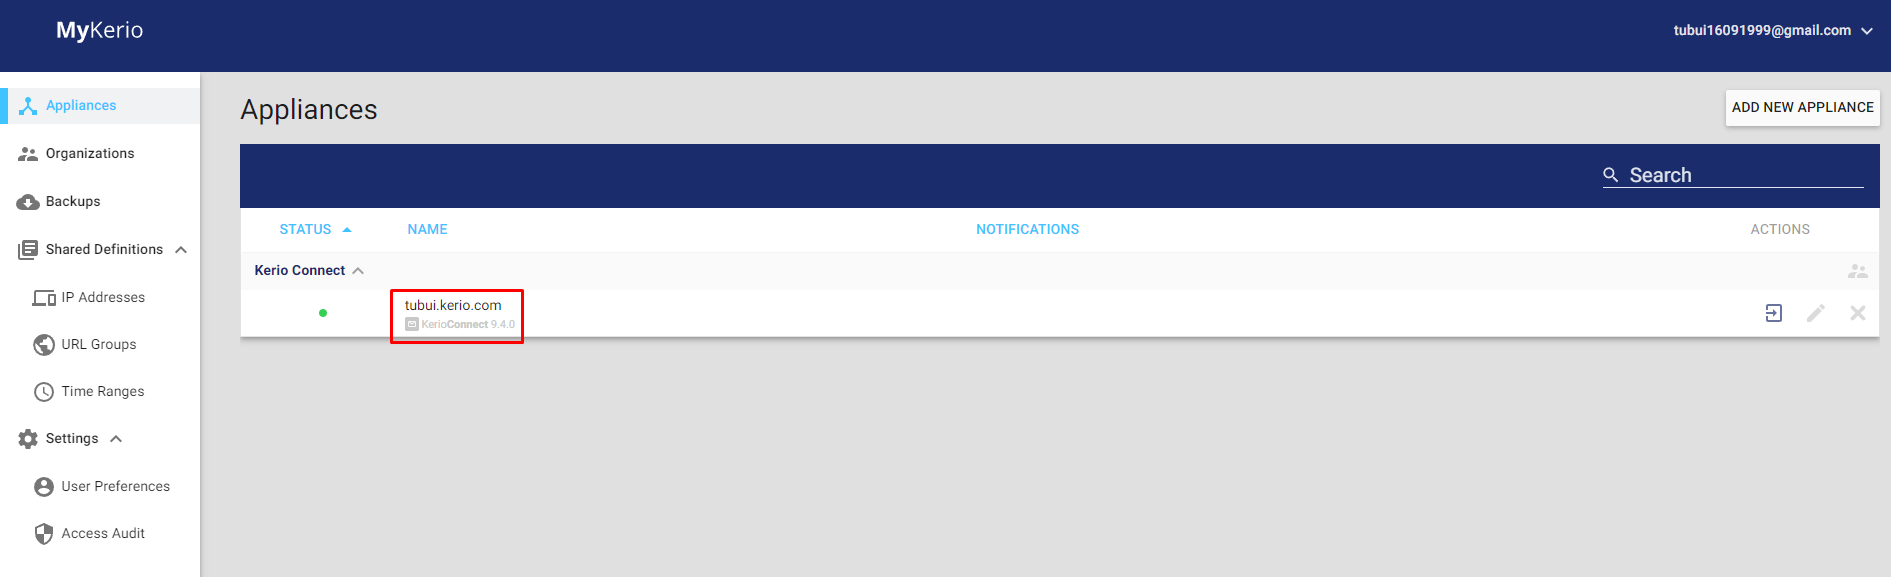 MyKerio
tubui16091999@gmail.com
Appliances
Organizations
Backups
Shared Definitions
IP Addresses
URL Groups
Time Ranges
Settings
User Preferences
Access Audit
Appliances
ADD NEW APPLIANCE
Search
STATUS NAME NOTIFICATIONS ACTIONS
Kerio Connect
tubui.kerio.com
KerioConnect 9.4.0